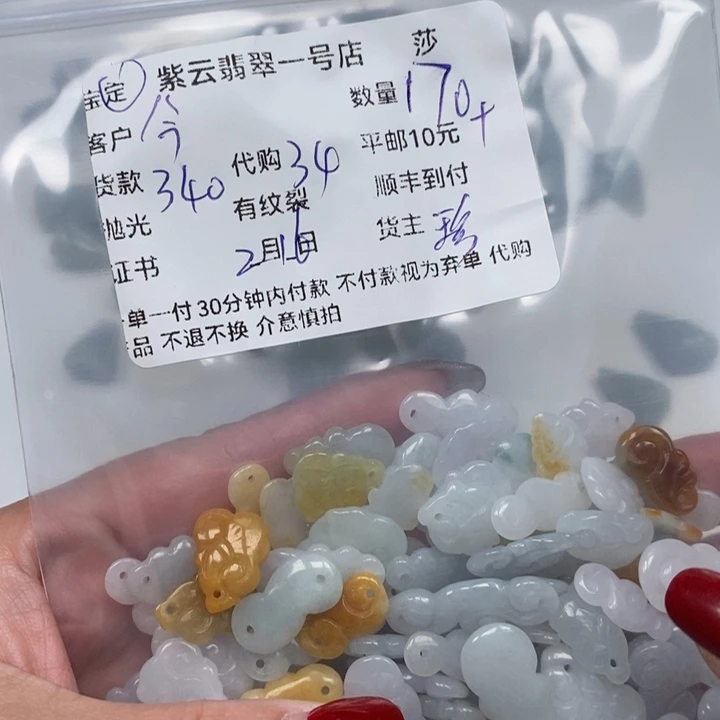 紫云翡翠一号店 莎
定 数量 170+
客户 今 平邮10元
货款 340 代购 34 顺丰到付
抛光 有纹裂 货主
证书 2月16日
单一一付 30分钟内付款 不付款视为弃单 代购
品 不退不换 介意慎拍